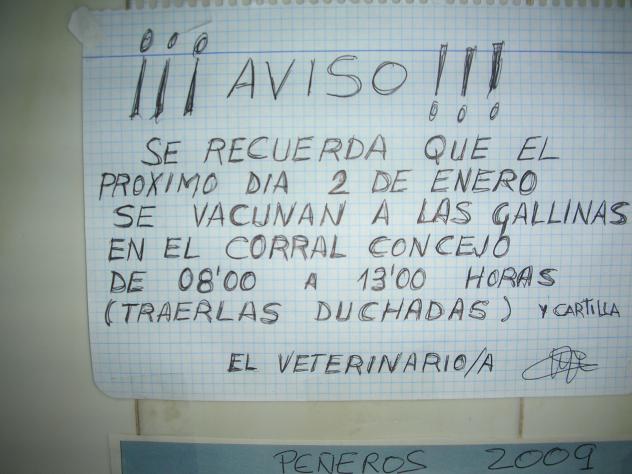 ¡¡¡ AVISO !!!
SE RECUERDA QUE EL
PROXIMO DIA 2 DE ENERO
SE VACUNAN A LAS GALLINAS
EN EL CORRAL CONCEJO
DE 08'00 A 13'00 HORAS
(TRAERLAS DUCHADAS) Y CARTILLA
EL VETERINARIO/A
PEÑEROS 2009